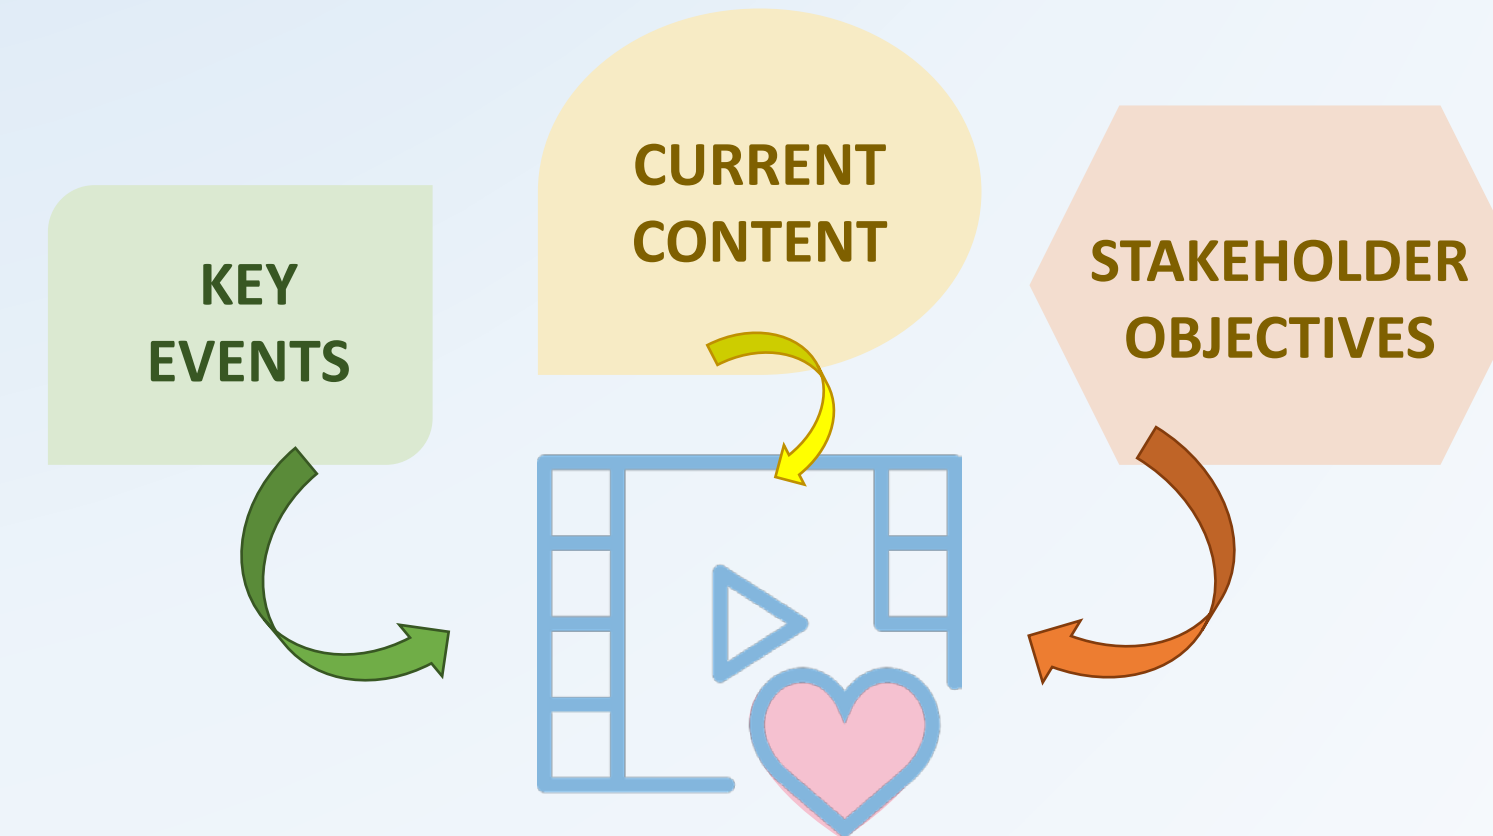 KEY
EVENTS
CURRENT
CONTENT
STAKEHOLDER
OBJECTIVES